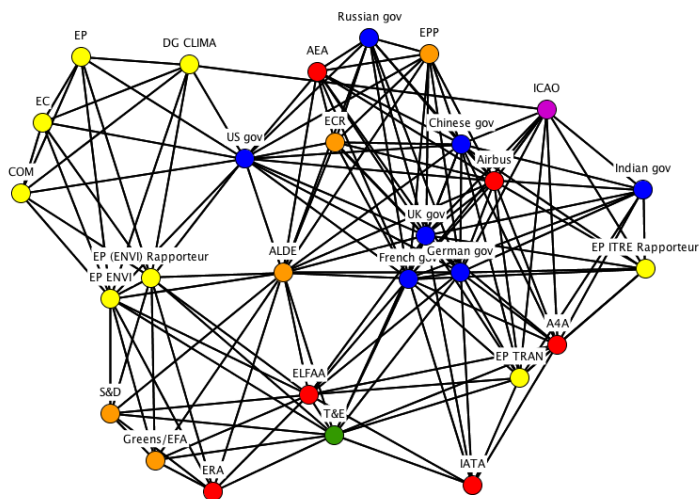 Russian gov
EP
DG CLIMA
AEA
EPP
ICAO
EC
ECR
Chinese gov
US gov
Airbus
Indian gov
COM
UK gov
EP (ENVI) Rapporteur
ALDE
French gov
German gov
EP ITRE Rapporteur
EP ENVI
A4A
EP TRAN
ELFAA
S&D
T&E
Greens/EFA
ERA
IATA